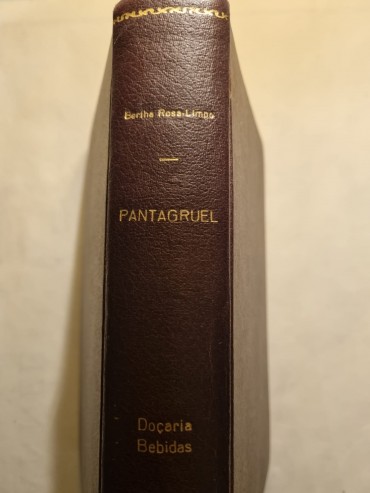 Bertha Rosa-Limpo
PANTAGRUEL
Doçaria
Bebidas